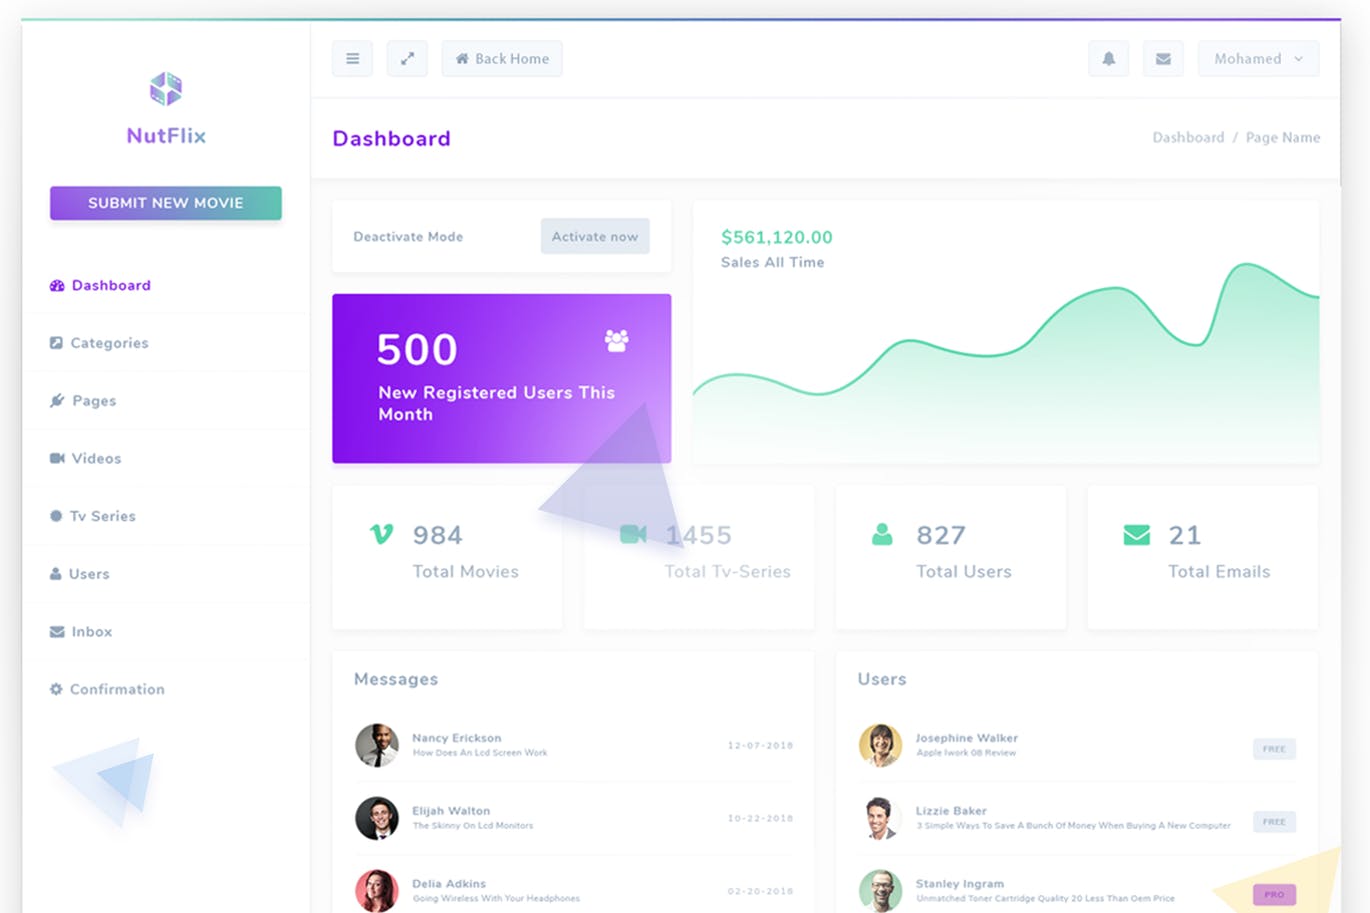 Back Home
Mohamed
NutFlix
Dashboard
Dashboard / Page Name
SUBMIT NEW MOVIE
Dashboard
Categories
Pages
Videos
Tv Series
Users
Inbox
Confirmation
Deactivate Mode
Activate now
$561,120.00
Sales All Time
500
New Registered Users This
Month
984
Total Movies
1455
Total Tv-Series
827
Total Users
21
Total Emails
Messages
Nancy Erickson
How Does An Lcd Screen Work
12-07-2018
Elijah Walton
The Skinny On Lcd Monitors
10-22-2018
Delia Adkins
Going Wireless With Your Headphones
02-20-2018
Users
Josephine Walker
Apple Iwork 08 Review
FREE
Lizzie Baker
3 Simple Ways To Save A Bunch Of Money When Buying A New Computer
FREE
Stanley Ingram
Unmatched Toner Cartridge Quality 20 Less Than Oem Price
PRO